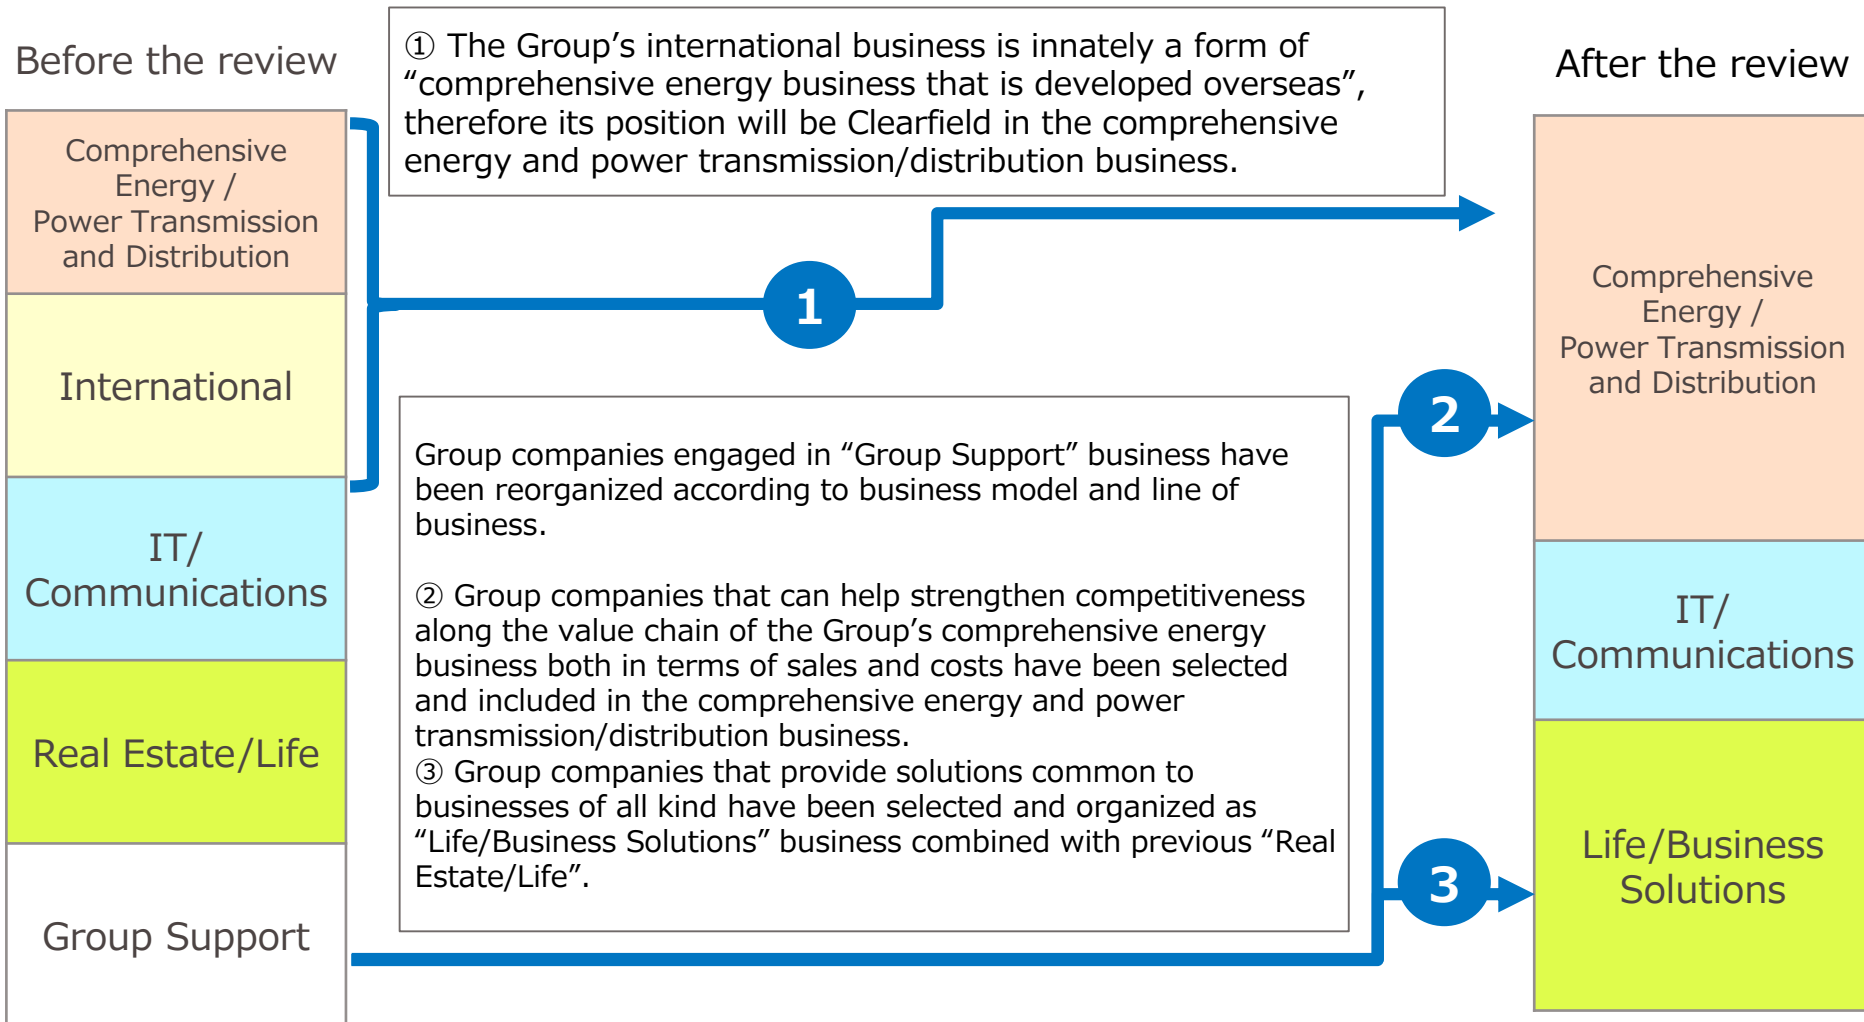 Before the review
Comprehensive
Energy /
Power Transmission
and Distribution
International
IT/
Communications
Real Estate/Life
Group Support
① The Group’s international business is innately a form of
“comprehensive energy business that is developed overseas”,
therefore its position will be Clearfield in the comprehensive
energy and power transmission/distribution business.
1
Group companies engaged in “Group Support” business have
been reorganized according to business model and line of
business.
② Group companies that can help strengthen competitiveness
along the value chain of the Group’s comprehensive energy
business both in terms of sales and costs have been selected
and included in the comprehensive energy and power
transmission/distribution business.
③ Group companies that provide solutions common to
businesses of all kind have been selected and organized as
“Life/Business Solutions” business combined with previous “Real
Estate/Life”.
2
3
After the review
Comprehensive
Energy /
Power Transmission
and Distribution
IT/
Communications
Life/Business
Solutions